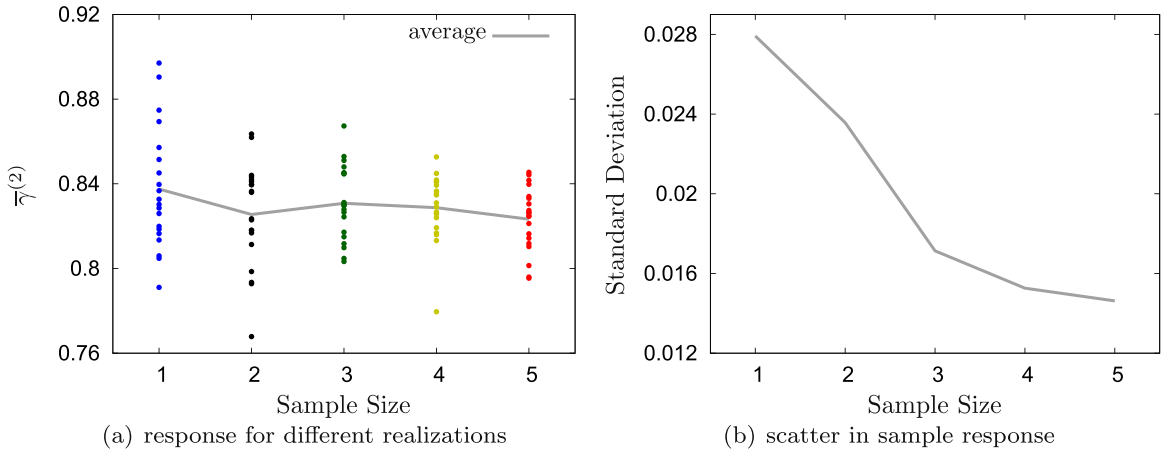 0.92
0.88
0.84
0.8
0.76
γ̅⁽²⁾
average
1 2 3 4 5
Sample Size
(a) response for different realizations
0.028
0.024
0.02
0.016
0.012
Standard Deviation
1 2 3 4 5
Sample Size
(b) scatter in sample response